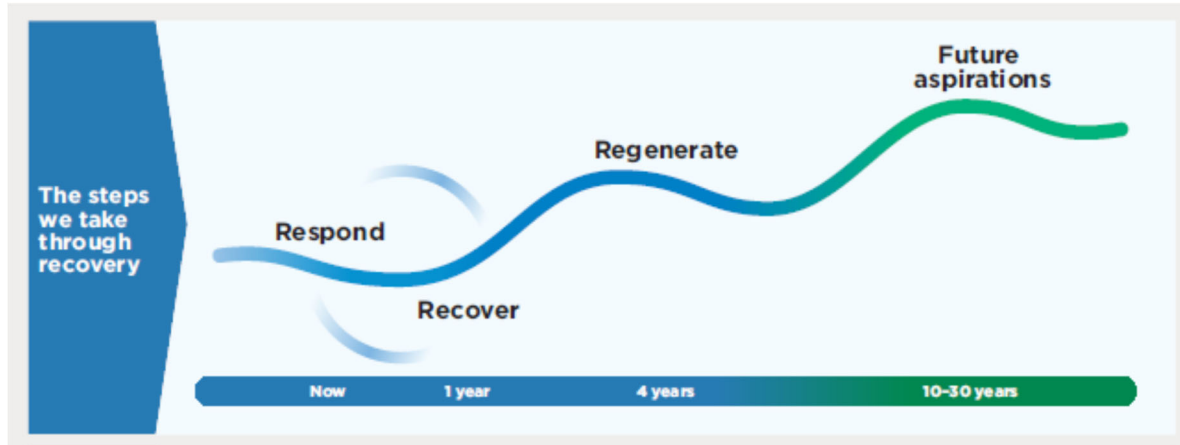 The steps
we take
through
recovery
Respond
Recover
Regenerate
Future
aspirations
Now
1 year
4 years
10–30 years